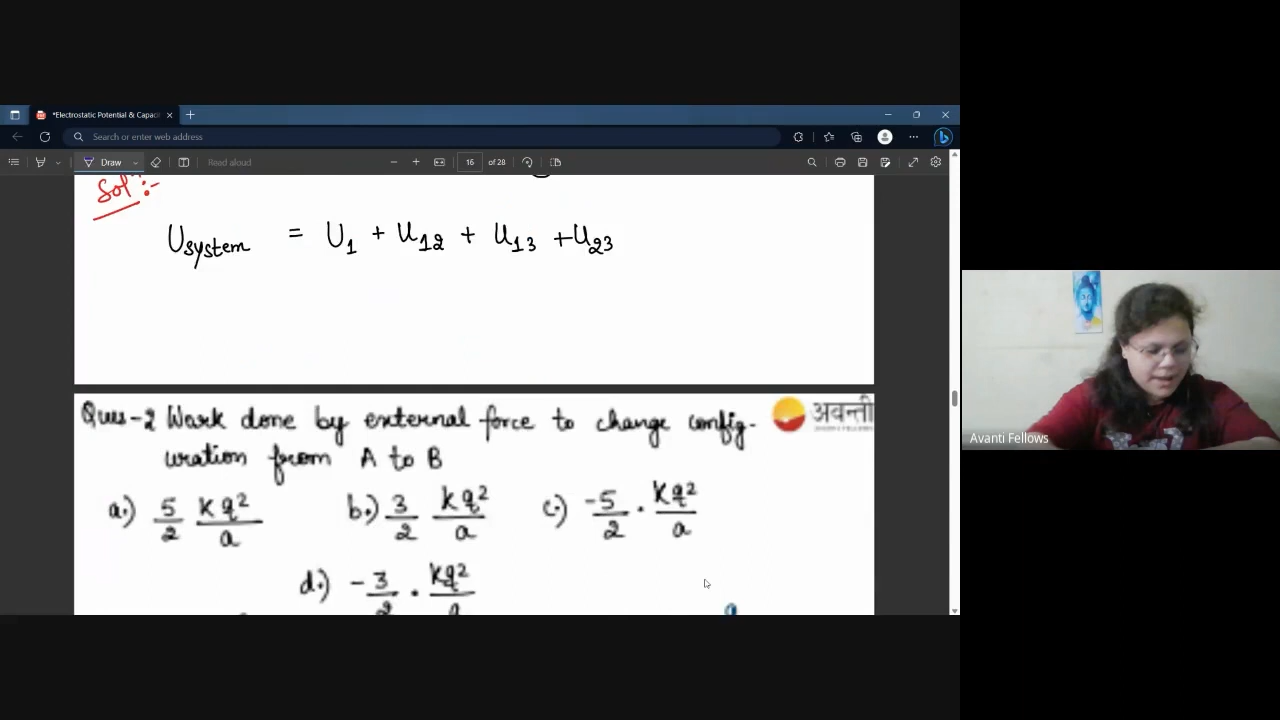 *Electrostatic Potential & Capaci
Search or enter web address
Draw
Read aloud
16 of 28
Solⁿ :-
Usystem = U1 + U12 + U13 + U23
Ques-2 Work done by external force to change config-
uration from A to B
अवन्ती
a.) 5/2 kq²/a b.) 3/2 kq²/a c.) -5/2 . kq²/a
d.) -3/2 . kq²/a
Avanti Fellows